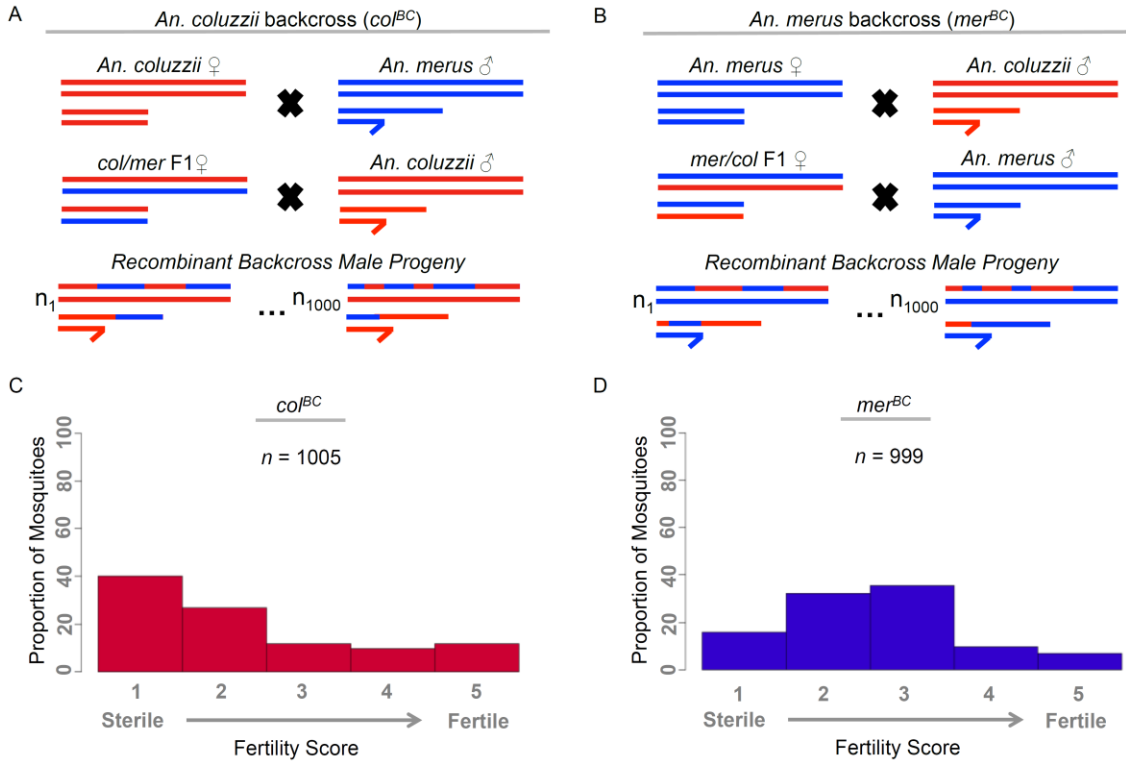 A
An. coluzzii backcross (col^BC)
An. coluzzii ♀
An. merus ♂
col/mer F1♀
An. coluzzii ♂
Recombinant Backcross Male Progeny
n1
... n1000
B
An. merus backcross (mer^BC)
An. merus ♀
An. coluzzii ♂
mer/col F1 ♀
An. merus ♂
Recombinant Backcross Male Progeny
n1
... n1000
C
col^BC
n = 1005
Proportion of Mosquitoes
100
80
60
40
20
0
1 2 3 4 5
Sterile Fertile
Fertility Score
D
mer^BC
n = 999
Proportion of Mosquitoes
100
80
60
40
20
0
1 2 3 4 5
Sterile Fertile
Fertility Score